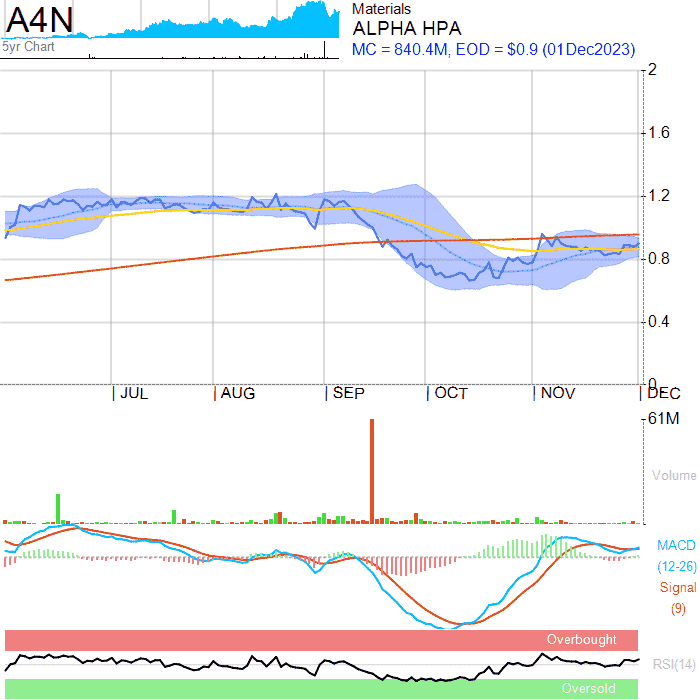 A4N
Materials
ALPHA HPA
MC = 840.4M, EOD = $0.9 (01Dec2023)
5yr Chart
2
1.6
1.2
0.8
0.4
0
JUL
AUG
SEP
OCT
NOV
DEC
61M
Volume
MACD
(12-26)
Signal
(9)
Overbought
RSI(14)
Oversold